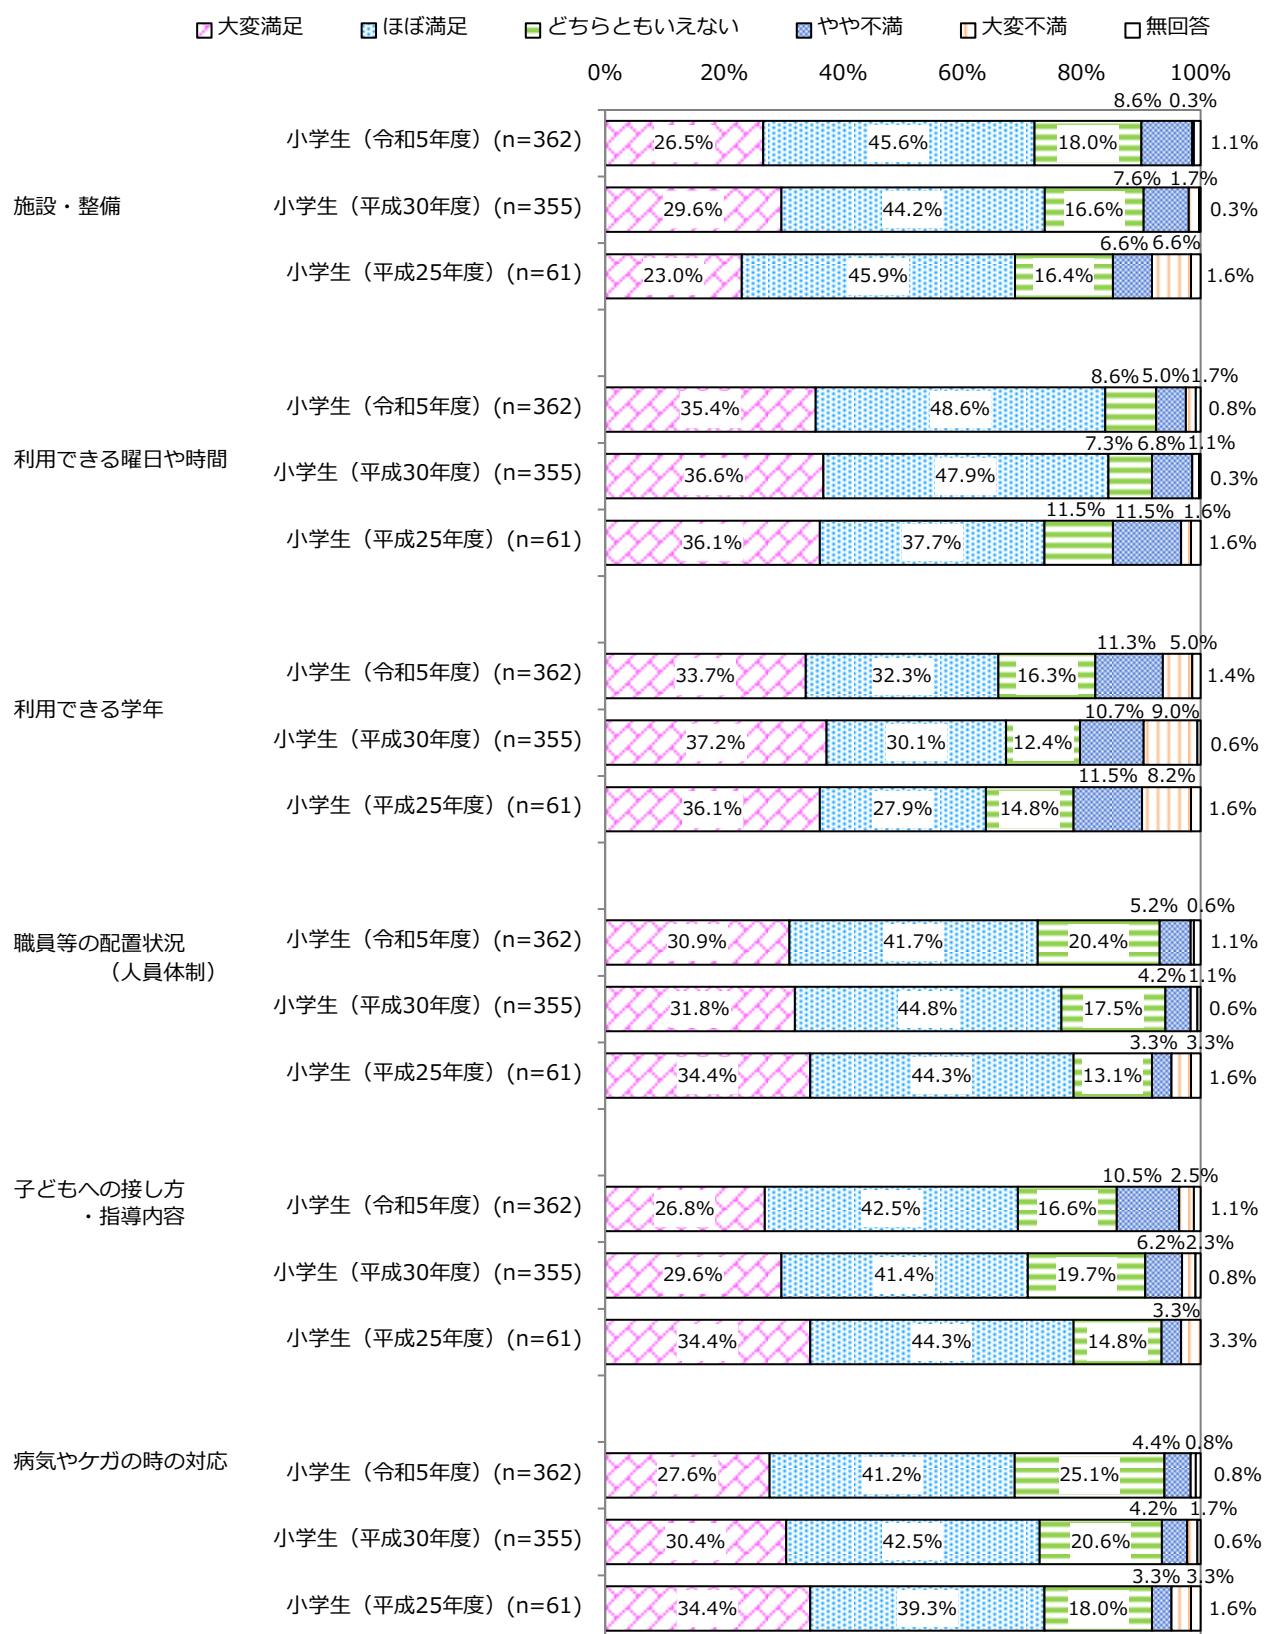 大変満足 ほぼ満足 どちらともいえない やや不満 大変不満 無回答
0% 20% 40% 60% 80% 100%
施設・整備
8.6% 0.3%
小学生（令和5年度）(n=362) 26.5% 45.6% 18.0% 1.1%
7.6% 1.7%
小学生（平成30年度）(n=355) 29.6% 44.2% 16.6% 0.3%
6.6% 6.6%
小学生（平成25年度）(n=61) 23.0% 45.9% 16.4% 1.6%
利用できる曜日や時間
8.6% 5.0% 1.7%
小学生（令和5年度）(n=362) 35.4% 48.6% 0.8%
7.3% 6.8% 1.1%
小学生（平成30年度）(n=355) 36.6% 47.9% 0.3%
11.5% 11.5% 1.6%
小学生（平成25年度）(n=61) 36.1% 37.7% 1.6%
利用できる学年
11.3% 5.0%
小学生（令和5年度）(n=362) 33.7% 32.3% 16.3% 1.4%
10.7% 9.0%
小学生（平成30年度）(n=355) 37.2% 30.1% 12.4% 0.6%
11.5% 8.2%
小学生（平成25年度）(n=61) 36.1% 27.9% 14.8% 1.6%
職員等の配置状況
（人員体制）
5.2% 0.6%
小学生（令和5年度）(n=362) 30.9% 41.7% 20.4% 1.1%
4.2% 1.1%
小学生（平成30年度）(n=355) 31.8% 44.8% 17.5% 0.6%
3.3% 3.3%
小学生（平成25年度）(n=61) 34.4% 44.3% 13.1% 1.6%
子どもへの接し方
・指導内容
10.5% 2.5%
小学生（令和5年度）(n=362) 26.8% 42.5% 16.6% 1.1%
6.2% 2.3%
小学生（平成30年度）(n=355) 29.6% 41.4% 19.7% 0.8%
3.3%
小学生（平成25年度）(n=61) 34.4% 44.3% 14.8% 3.3%
病気やケガの時の対応
4.4% 0.8%
小学生（令和5年度）(n=362) 27.6% 41.2% 25.1% 0.8%
4.2% 1.7%
小学生（平成30年度）(n=355) 30.4% 42.5% 20.6% 0.6%
3.3% 3.3%
小学生（平成25年度）(n=61) 34.4% 39.3% 18.0% 1.6%